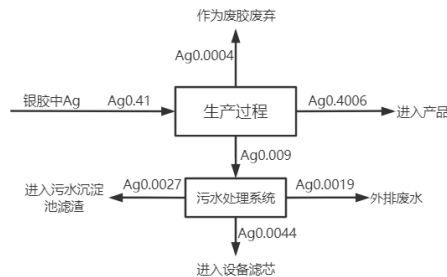 作为废胶废弃
Ag0.0004
银胶中Ag
Ag0.41
生产过程
Ag0.4006
进入产品
Ag0.009
进入污水沉淀
池滤渣
Ag0.0027
污水处理系统
Ag0.0019
外排废水
Ag0.0044
进入设备滤芯